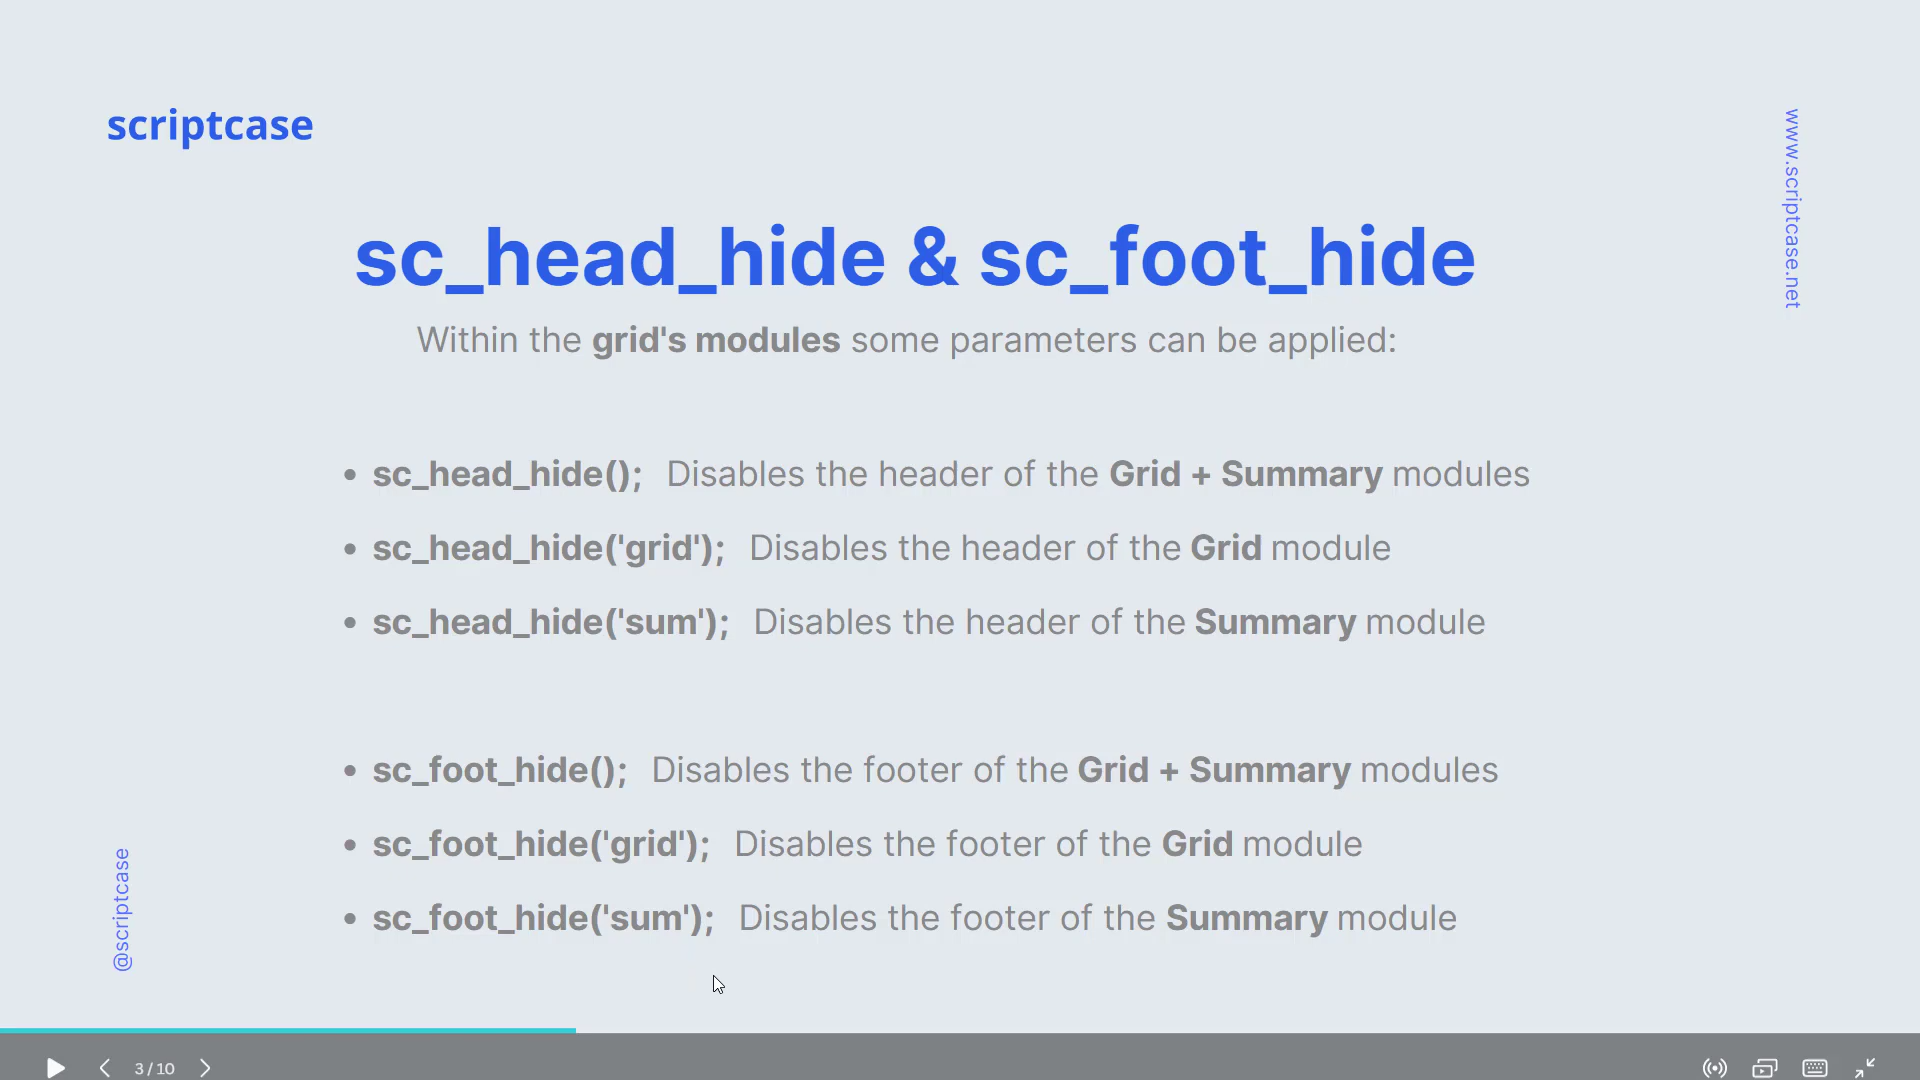 scriptcase
www.scriptcase.net
sc_head_hide & sc_foot_hide
Within the grid's modules some parameters can be applied:
• sc_head_hide(); Disables the header of the Grid + Summary modules
• sc_head_hide('grid'); Disables the header of the Grid module
• sc_head_hide('sum'); Disables the header of the Summary module
• sc_foot_hide(); Disables the footer of the Grid + Summary modules
• sc_foot_hide('grid'); Disables the footer of the Grid module
• sc_foot_hide('sum'); Disables the footer of the Summary module
@scriptcase
3 / 10